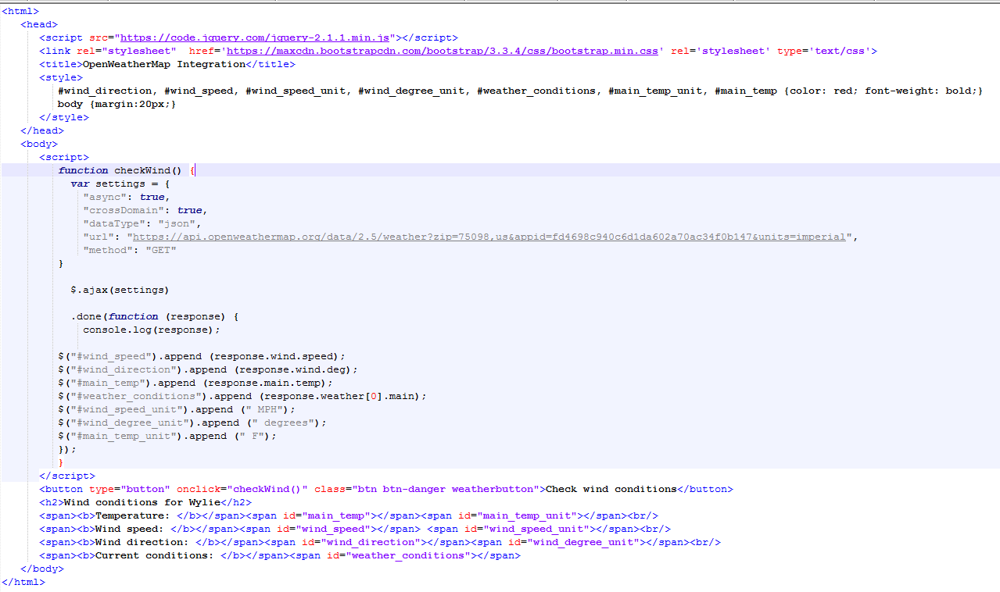 <html>
<head>
<script src="https://code.jquery.com/jquery-2.1.1.min.js"></script>
<link rel="stylesheet"  href='https://maxcdn.bootstrapcdn.com/bootstrap/3.3.4/css/bootstrap.min.css' rel='stylesheet' type='text/css'>
<title>OpenWeatherMap Integration</title>
<style>
#wind_direction, #wind_speed, #wind_speed_unit, #wind_degree_unit, #weather_conditions, #main_temp_unit, #main_temp {color: red; font-weight: bold;}
body {margin:20px;}
</style>
</head>
<body>
<script>
function checkWind() {
var settings = {
"async": true,
"crossDomain": true,
"dataType": "json",
"url": "https://api.openweathermap.org/data/2.5/weather?zip=75098,us&appid=fd4698c940c6d1da602a70ac34f0b147&units=imperial",
"method": "GET"
}
$.ajax(settings)
.done(function (response) {
console.log(response);
$("#wind_speed").append (response.wind.speed);
$("#wind_direction").append (response.wind.deg);
$("#main_temp").append (response.main.temp);
$("#weather_conditions").append (response.weather[0].main);
$("#wind_speed_unit").append (" MPH");
$("#wind_degree_unit").append (" degrees");
$("#main_temp_unit").append (" F");
});
}
</script>
<button type="button" onclick="checkWind()" class="btn btn-danger weatherbutton">Check wind conditions</button>
<h2>Wind conditions for Wylie</h2>
<span><b>Temperature: </b></span><span id="main_temp"></span><span id="main_temp_unit"></span><br/>
<span><b>Wind speed: </b></span><span id="wind_speed"></span> <span id="wind_speed_unit"></span><br/>
<span><b>Wind direction: </b></span><span id="wind_direction"></span><span id="wind_degree_unit"></span><br/>
<span><b>Current conditions: </b></span><span id="weather_conditions"></span>
</body>
</html>